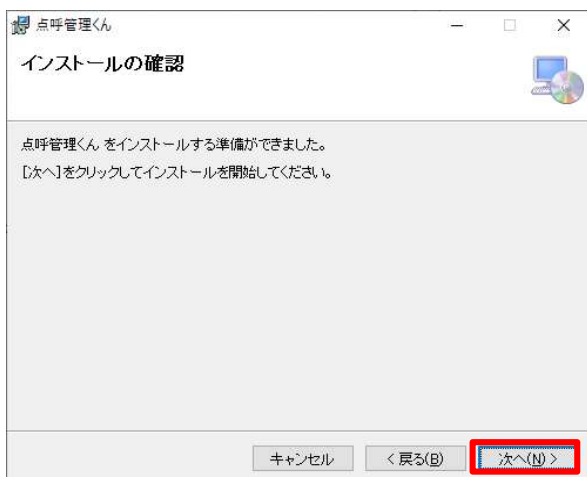 点呼管理くん
インストールの確認
点呼管理くん をインストールする準備ができました。
[次へ]をクリックしてインストールを開始してください。
キャンセル
< 戻る(B)
次へ(N) >